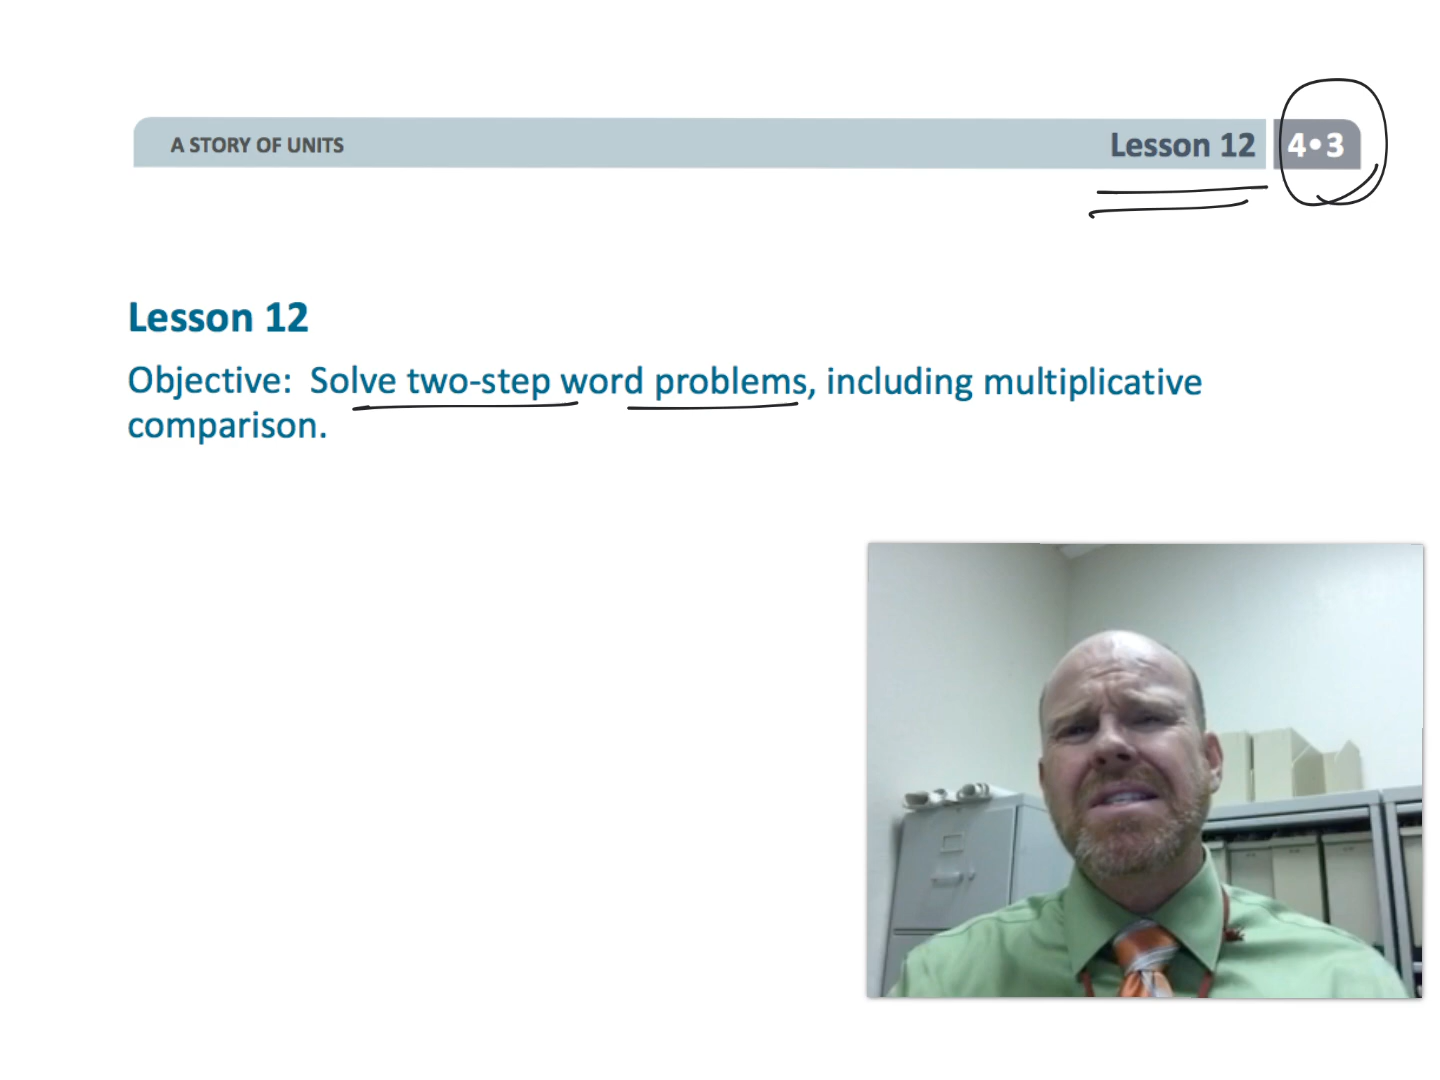 A STORY OF UNITS
Lesson 12 4•3
Lesson 12
Objective: Solve two-step word problems, including multiplicative
comparison.